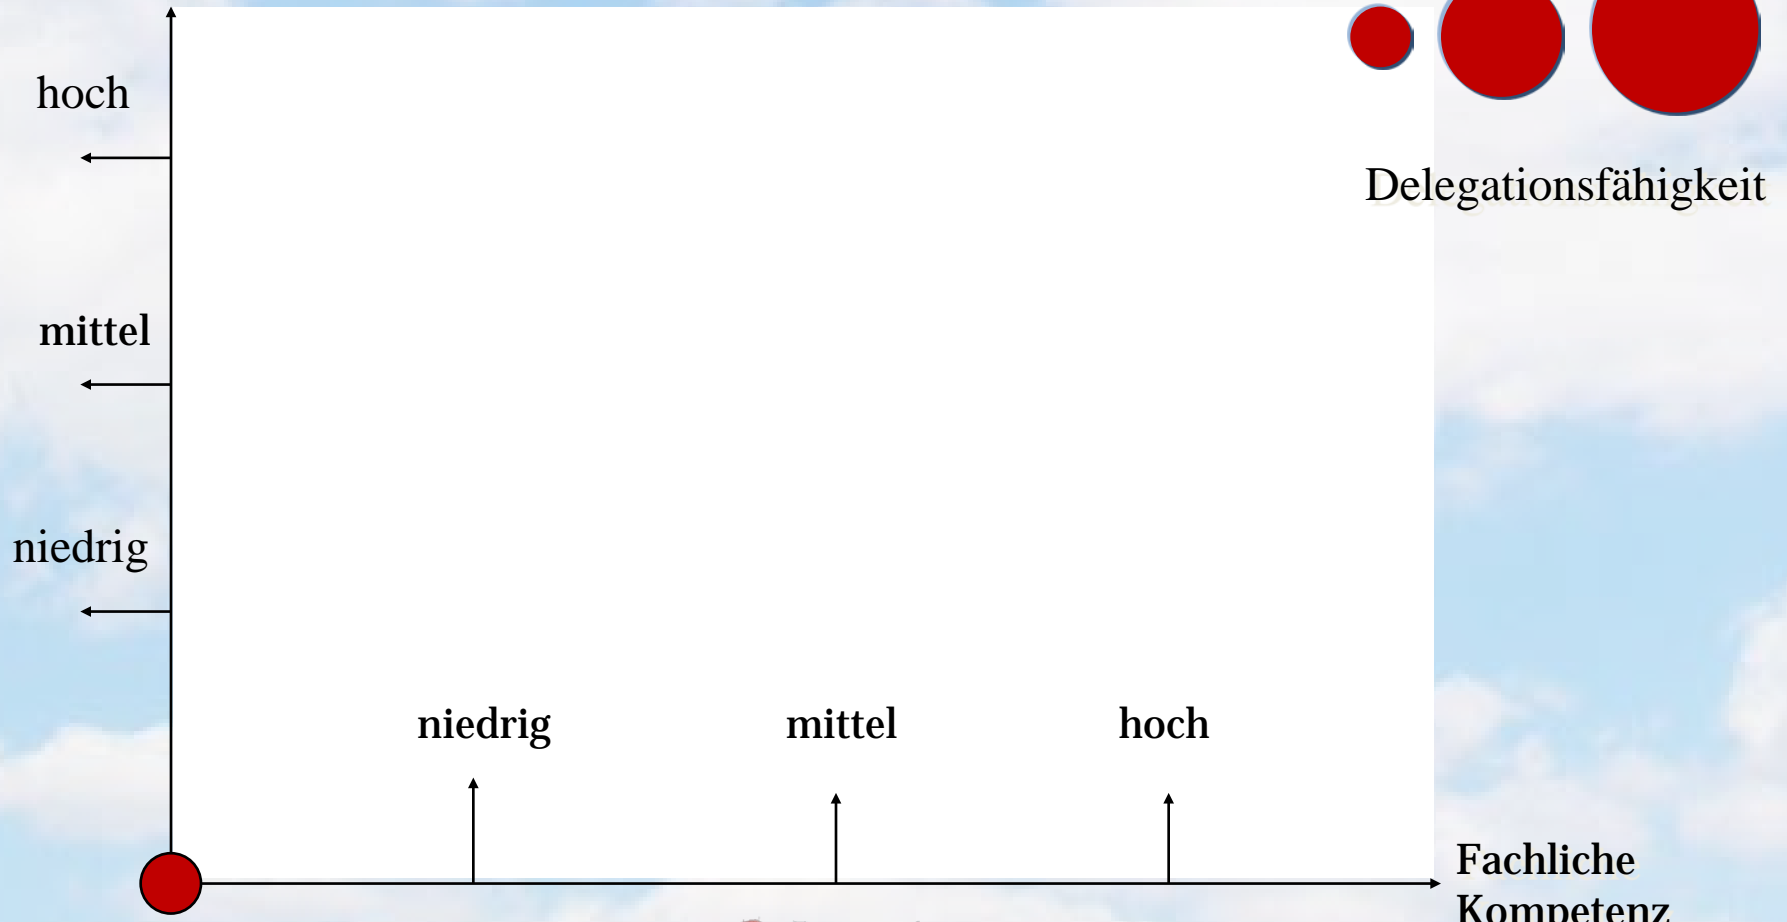 hoch
Delegationsfähigkeit
mittel
niedrig
niedrig mittel hoch
Fachliche
Kompetenz